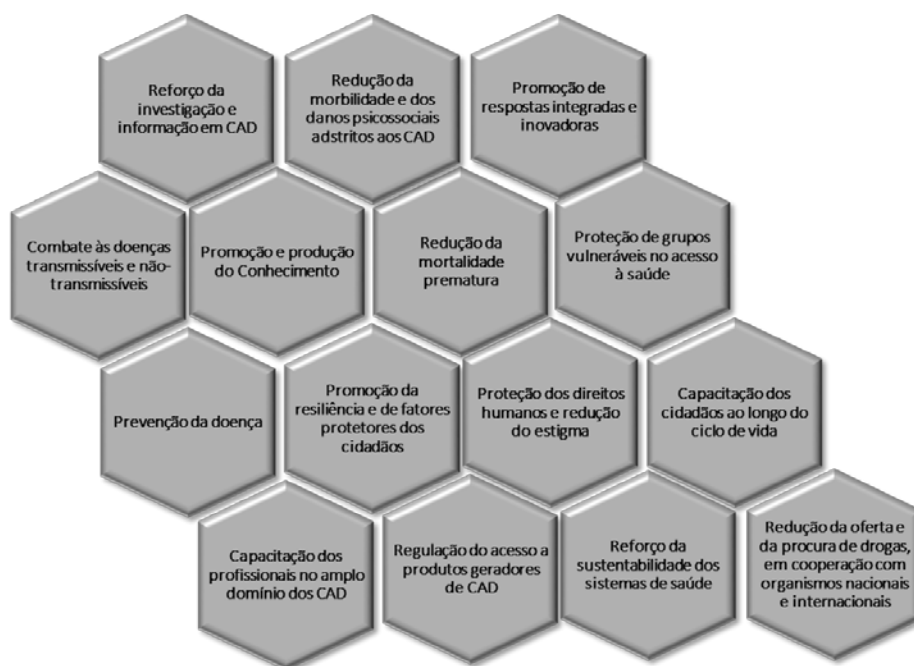 Reforço da
investigação e
informação em CAD
Redução da
morbilidade e dos
danos psicossociais
adstritos aos CAD
Promoção de
respostas integradas e
inovadoras
Combate às doenças
transmissíveis e não-
transmissíveis
Promoção e produção
do Conhecimento
Redução da
mortalidade
prematura
Proteção de grupos
vulneráveis no acesso
à saúde
Prevenção da doença
Promoção da
resiliência e de fatores
protetores dos
cidadãos
Proteção dos direitos
humanos e redução
do estigma
Capacitação dos
cidadãos ao longo do
ciclo de vida
Capacitação dos
profissionais no amplo
domínio dos CAD
Regulação do acesso a
produtos geradores
de CAD
Reforço da
sustentabilidade dos
sistemas de saúde
Redução da oferta e
da procura de drogas,
em cooperação com
organismos nacionais
e internacionais